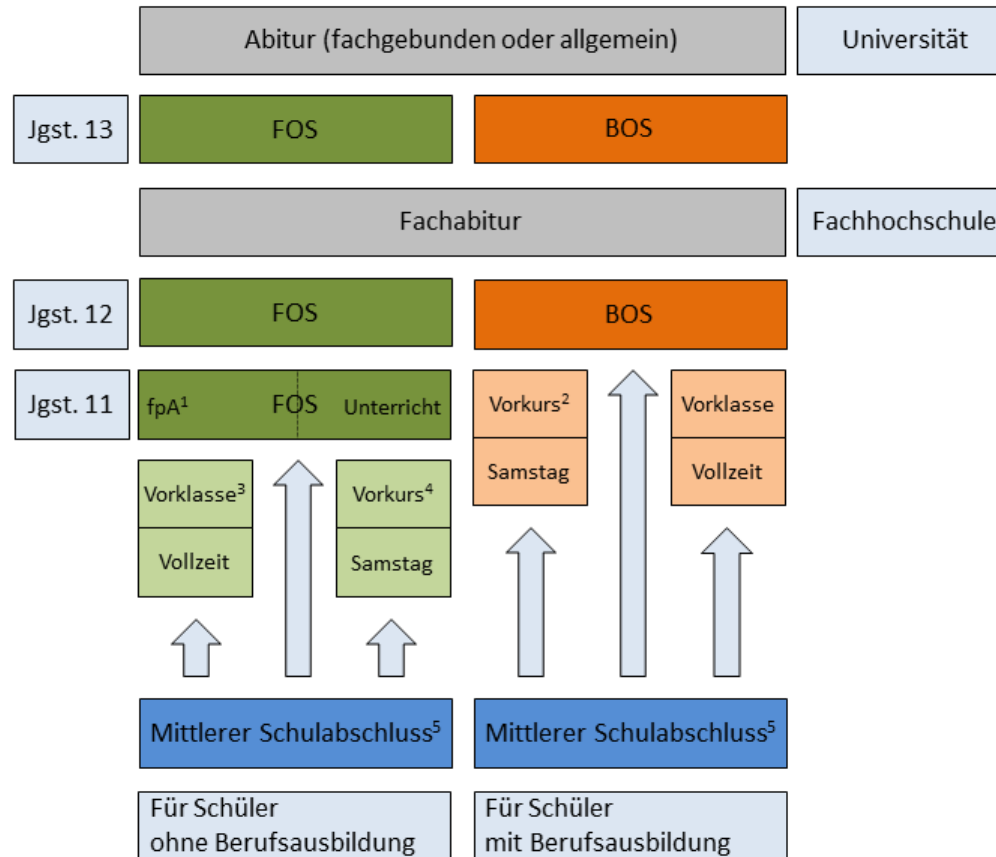 Abitur (fachgebunden oder allgemein)
Universität
Jgst. 13
FOS
BOS
Fachabitur
Fachhochschule
Jgst. 12
FOS
BOS
Jgst. 11
fpA¹
FOS
Unterricht
Vorkurs²
Vorklasse
Samstag
Vollzeit
Vorklasse³
Vorkurs⁴
Vollzeit
Samstag
Mittlerer Schulabschluss⁵
Mittlerer Schulabschluss⁵
Für Schüler
ohne Berufsausbildung
Für Schüler
mit Berufsausbildung